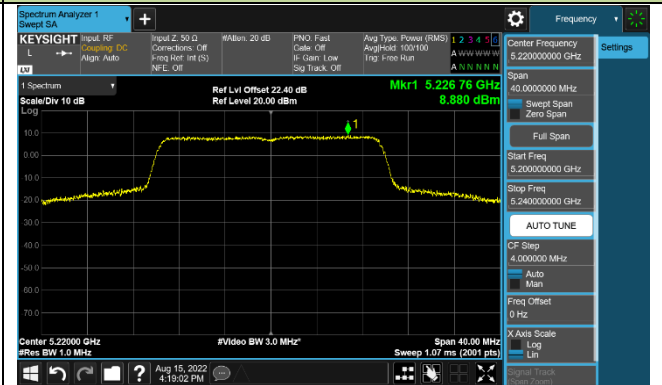 Spectrum Analyzer 1
Swept SA
Frequency
KEYSIGHT
L
Input: RF
Coupling: DC
Align: Auto
Input Z: 50 Ω
Corrections: Off
Freq Ref: Int (S)
NFE: Off
#Atten: 20 dB
PNO: Fast
Gate: Off
IF Gain: Low
Sig Track: Off
Avg Type: Power (RMS)
Avg|Hold: 100/100
Trig: Free Run
1 2 3 4 5 6
A W W W W W
A N N N N N
LXI
1 Spectrum
Scale/Div 10 dB
Log
Ref Lvl Offset 22.40 dB
Ref Level 20.00 dBm
Mkr1 5.226 76 GHz
8.880 dBm
1
10.0
0.00
-10.0
20.0
30.0
40.0
-50.0
60.0
70.0
Center 5.22000 GHz
#Res BW 1.0 MHz
#Video BW 3.0 MHz*
Span 40.00 MHz
Sweep 1.07 ms (2001 pts)
Center Frequency
5.220000000 GHz
Settings
Span
40.0000000 MHz
Swept Span
Zero Span
Full Span
Start Freq
5.200000000 GHz
Stop Freq
5.240000000 GHz
AUTO TUNE
CF Step
4.000000 MHz
Auto
Man
Freq Offset
0 Hz
X Axis Scale
Log
Lin
Signal Track
(Span Zoom)
?
Aug 15, 2022
4:19:02 PM